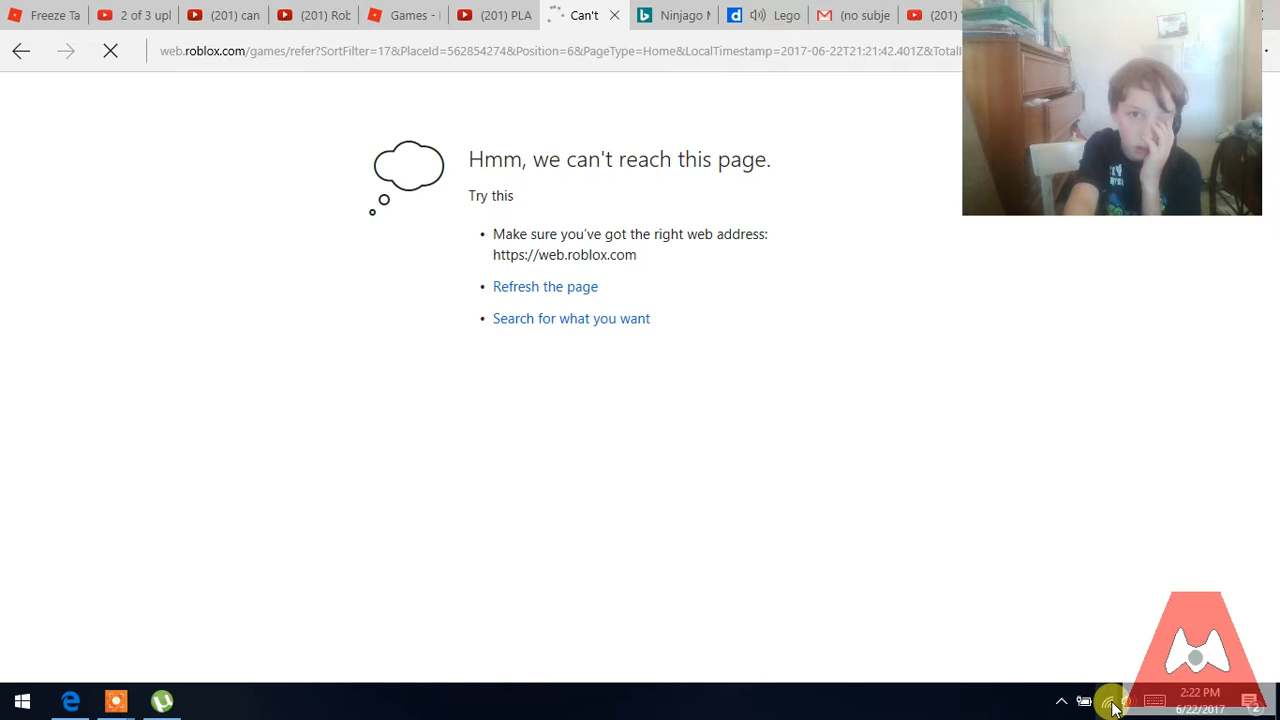 Freeze Ta
2 of 3 upl
(201) can
(201) Rob
Games -
(201) PLA
Can't
Ninjago
Lego
(no subje
(201)
web.roblox.com/games/refer?SortFilter=17&PlaceId=562854274&Position=6&PageType=Home&LocalTimestamp=2017-06-22T21:21:42.401Z&Total
Hmm, we can't reach this page.
Try this
• Make sure you've got the right web address:
https://web.roblox.com
• Refresh the page
• Search for what you want
2:22 PM
6/22/2017
2